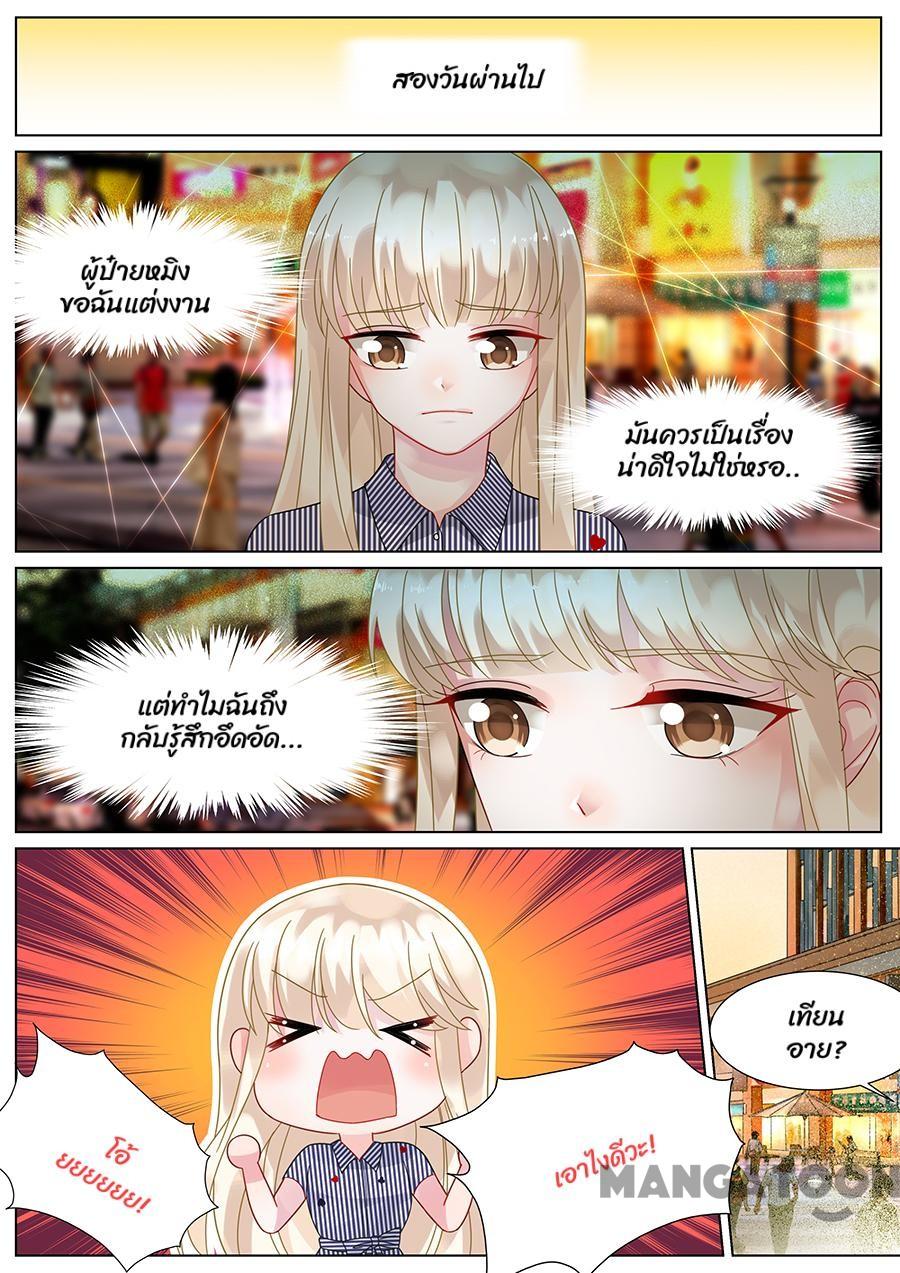 สองวันผ่านไป
ผู้ป๋ายหมิง
ขอฉันแต่งงาน
มันควรเป็นเรื่อง
น่าดีใจไม่ใช่หรอ..
แต่ทำไมฉันถึง
กลับรู้สึกอึดอัด...
โอ้
ยยยยยย!
เอาไงดีวะ!
เทียน
อาย?
MANGATOON